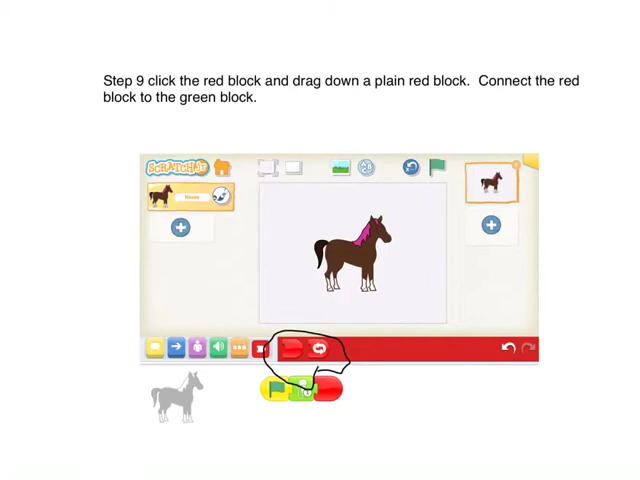 Step 9 click the red block and drag down a plain red block.  Connect the red
block to the green block.
SCRATCHJR
Horse